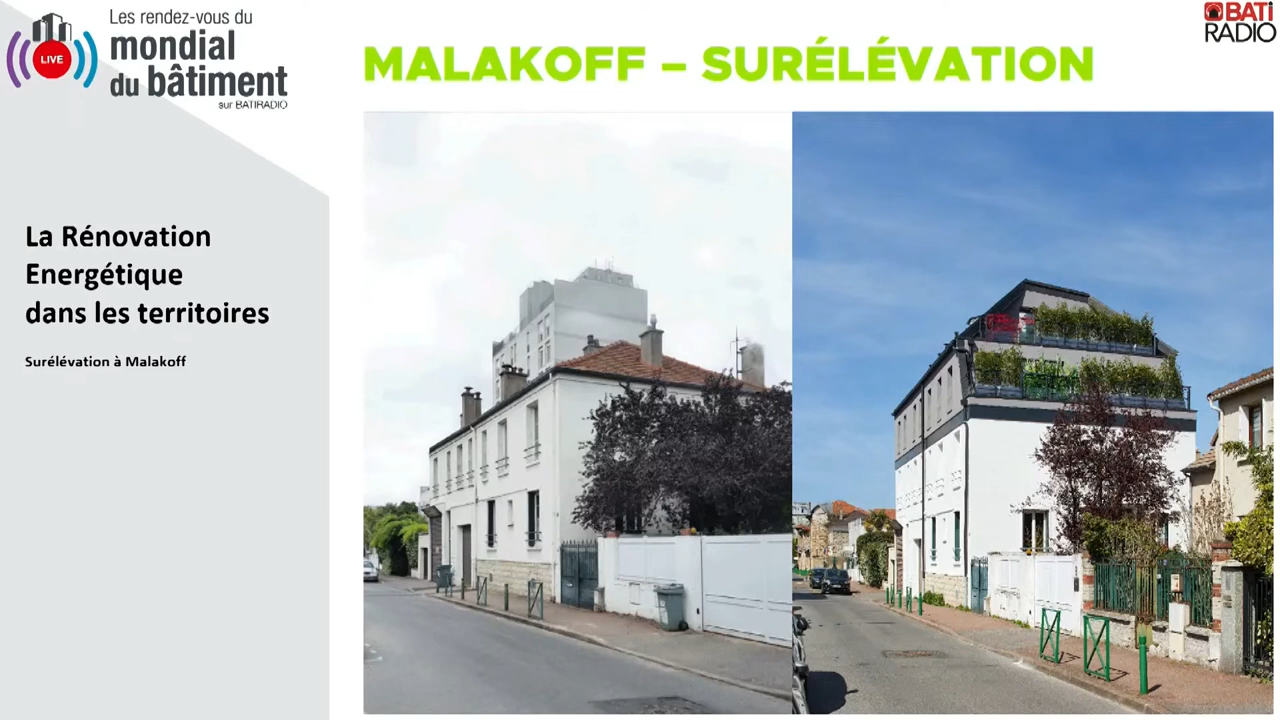 Les rendez-vous du
mondial
du bâtiment
sur BATIRADIO
LIVE
BATi
RADIO
MALAKOFF – SURÉLÉVATION
La Rénovation
Energétique
dans les territoires
Surélévation à Malakoff